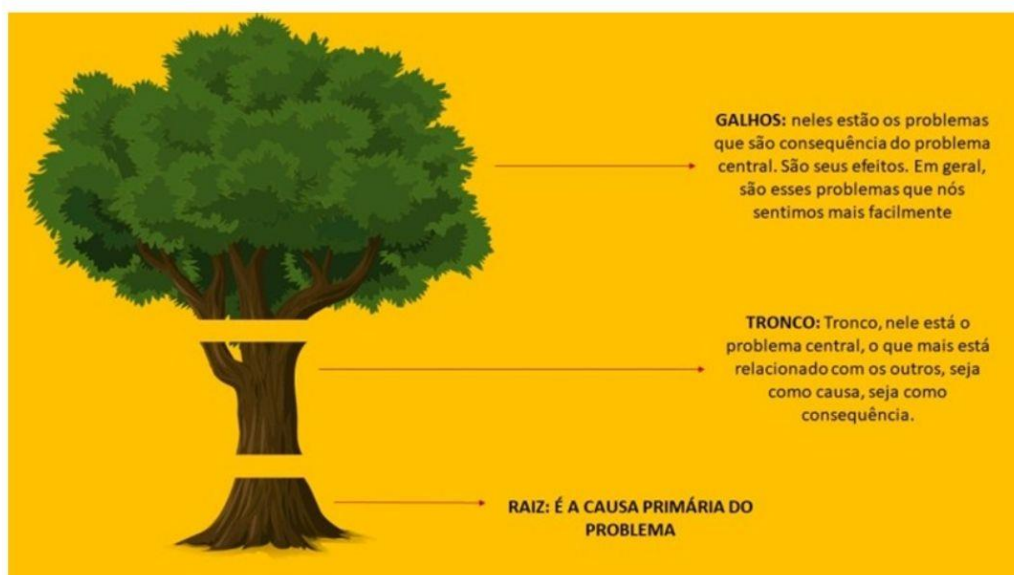 GALHOS: neles estão os problemas
que são consequência do problema
central. São seus efeitos. Em geral,
são esses problemas que nós
sentimos mais facilmente
TRONCO: Tronco, nele está o
problema central, o que mais está
relacionado com os outros, seja
como causa, seja como
consequência.
RAIZ: É A CAUSA PRIMÁRIA DO
PROBLEMA